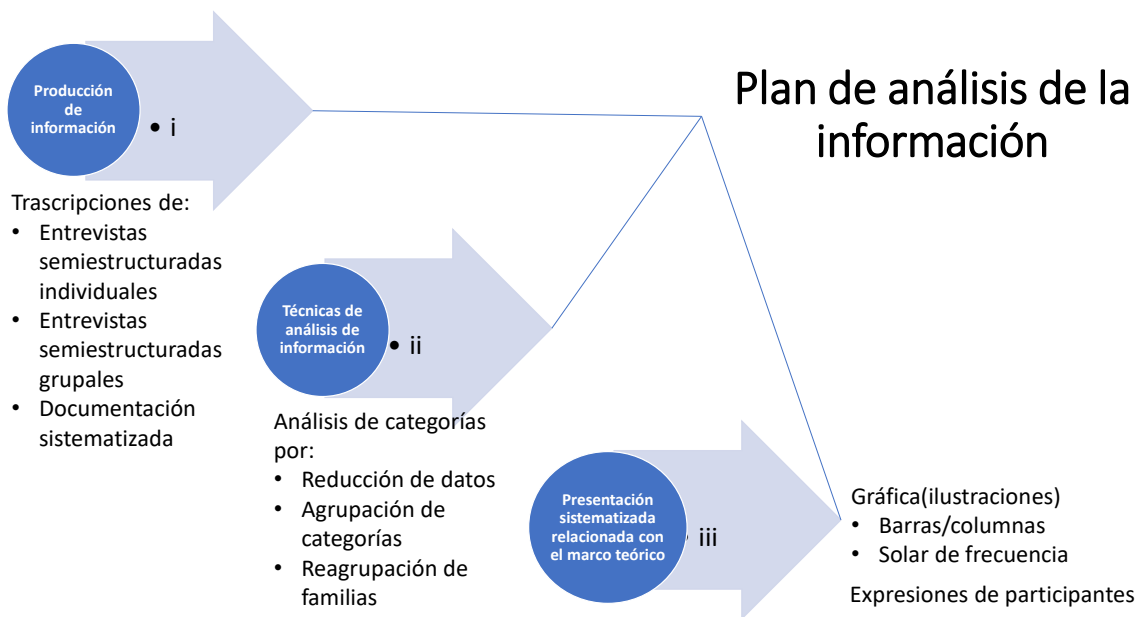 Plan de análisis de la
información
Producción
de
información
• i
Trascripciones de:
• Entrevistas
semiestructuradas
individuales
• Entrevistas
semiestructuradas
grupales
• Documentación
sistematizada
Técnicas de
análisis de
información
• ii
Análisis de categorías
por:
• Reducción de datos
• Agrupación de
categorías
• Reagrupación de
familias
Presentación
sistematizada
relacionada con
el marco teórico
• iii
Gráfica(ilustraciones)
• Barras/columnas
• Solar de frecuencia
Expresiones de participantes